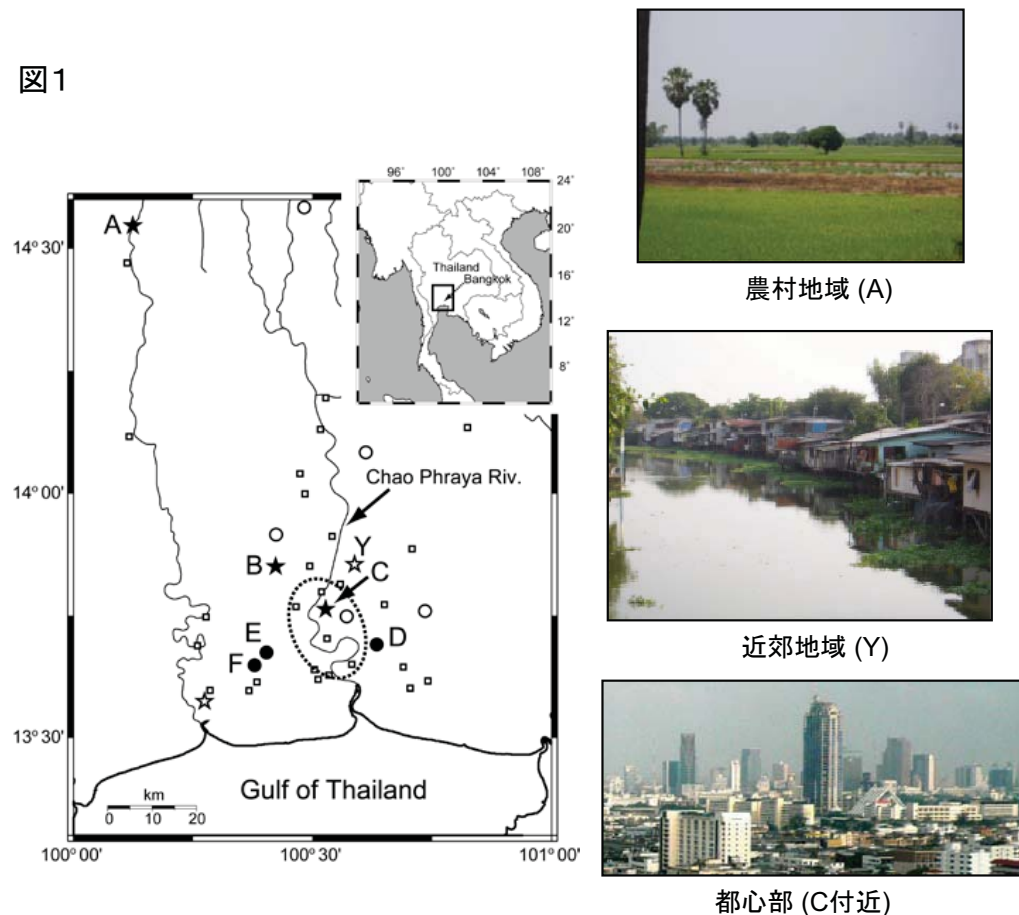 図1
96° 100° 104° 108°
24°
20°
16°
12°
8°
Thailand
Bangkok
A
14° 30'
Chao Phraya Riv.
14° 00'
B
Y
C
D
E
F
13° 30'
Gulf of Thailand
km
0 10 20
100° 00' 100° 30' 101° 00'
農村地域 (A)
近郊地域 (Y)
都心部 (C付近)